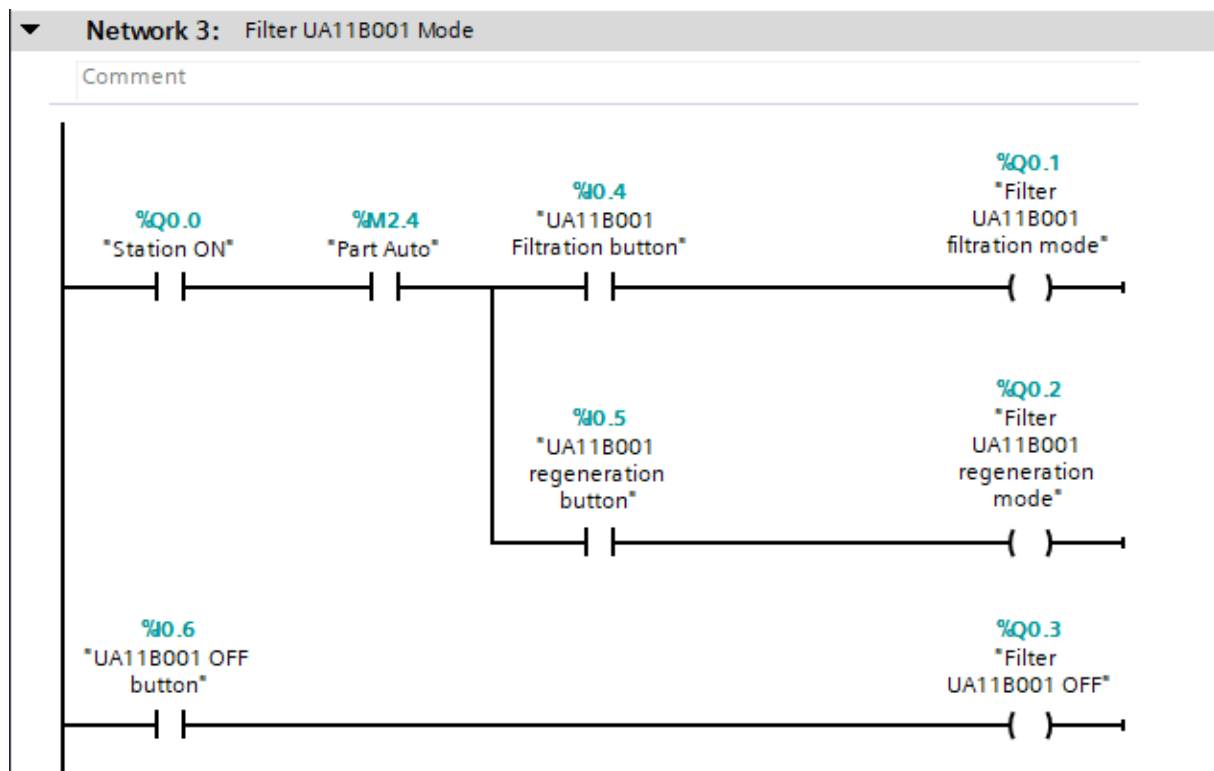 Network 3: Filter UA11B001 Mode
Comment
%Q0.0
"Station ON"
%M2.4
"Part Auto"
%I0.4
"UA11B001
Filtration button"
%Q0.1
"Filter
UA11B001
filtration mode"
%I0.5
"UA11B001
regeneration
button"
%Q0.2
"Filter
UA11B001
regeneration
mode"
%I0.6
"UA11B001 OFF
button"
%Q0.3
"Filter
UA11B001 OFF"